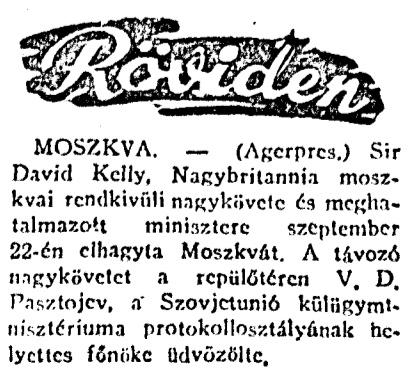 Röviden
MOSZKVA. — (Agerpres.) Sir
David Kelly, Nagybritannia mosz-
kvai rendkivüli nagykövete és megha-
talmazott minisztere szeptember
22-én elhagyta Moszkvát. A távozó
nagykövetet a repülőtéren V. D.
Pasztojev, a Szovjetunió külügymi-
nisztériuma protokollosztályának he-
lyettes főnöke üdvözölte.